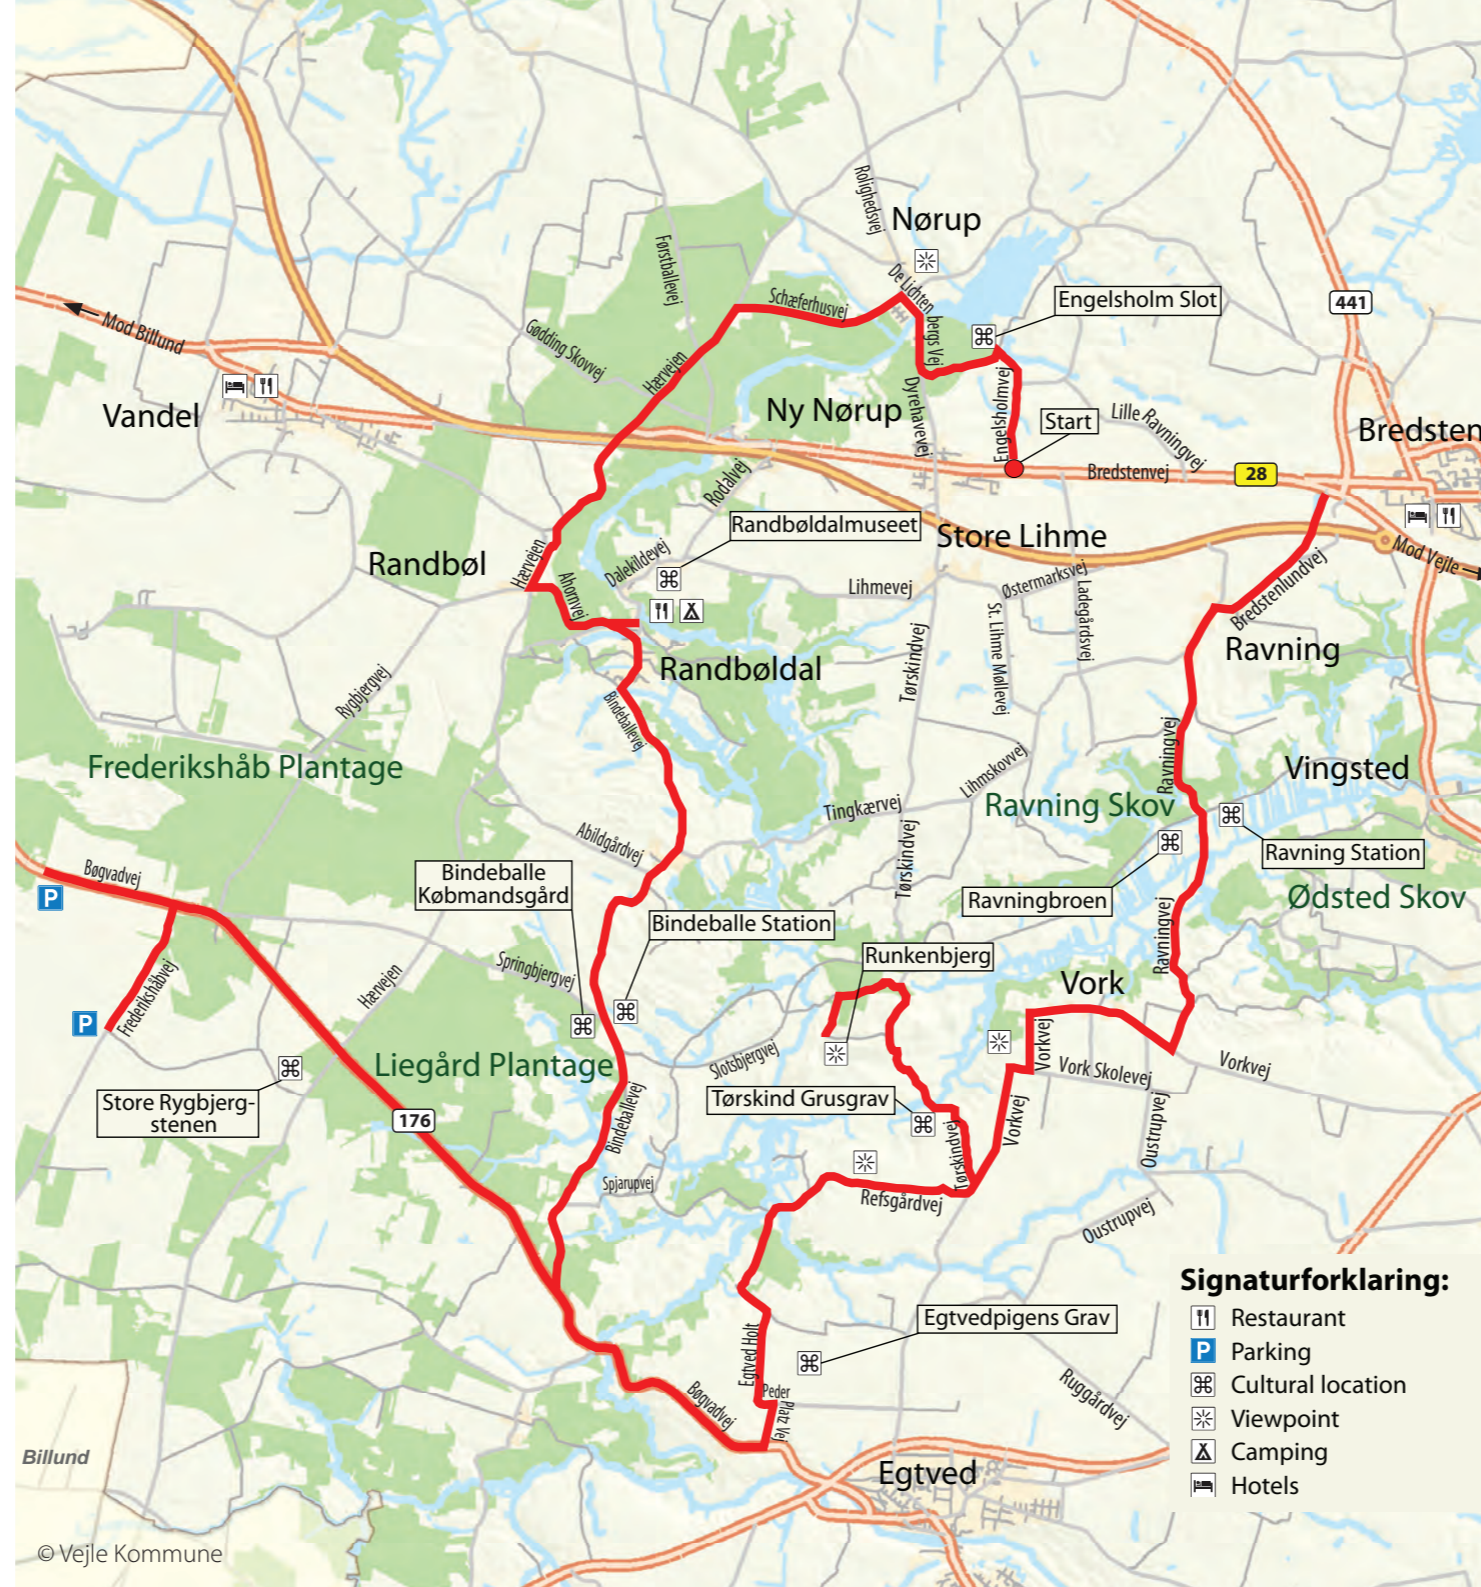 Rolighedsvej
Nørup
Førstballevej
De Lichten
bergs Vej
Schæferhusvej
Engelsholm Slot
441
Mod Billund
Gødding Skovvej
Hærvejen
Vandel
Ny Nørup
Dyrehavevej
Engelsholmvej
Start
Lille Ravningvej
Bredsten
Bredstenvej
28
Rodalvej
Randbøldalmuseet
Store Lihme
Mod Vejle
Randbøl
Hærvejen
Ahornvej
Dalekildevej
Lihmevej
Østermarksvej
St. Lihme Møllevej
Ladegårdsvej
Bredstenlundvej
Ravning
Randbøldal
Tørskindvej
Rygbjergvej
Bindeballevej
Frederikshåb Plantage
Ravningvej
Vingsted
Lihmskovvej
Tingkærvej
Ravning Skov
Tørskindvej
Abildgårdvej
Ravning Station
Bindeballe
Købmandsgård
Bøgvadvej
P
Ravningbroen
Ødsted Skov
Bindeballe Station
Ravningvej
Runkenbjerg
Springbjergvej
Hærvejen
Frederikshåbvej
P
Vork
Vorkvej
Slotsbjergvej
Liegård Plantage
Vork Skolevej
Vorkvej
Store Rygbjerg-
stenen
176
Tørskind Grusgrav
Vorkvej
Bindeballevej
Tørskindvej
Oustrupvej
Spjarupvej
Refsgårdvej
Oustrupvej
Egtvedpigens Grav
Egtved Holt
Peder
Platz Vej
Bøgvadvej
Ruggårdvej
Egtved
Billund
Signaturforklaring:
Restaurant
P Parking
Cultural location
Viewpoint
Camping
Hotels
© Vejle Kommune